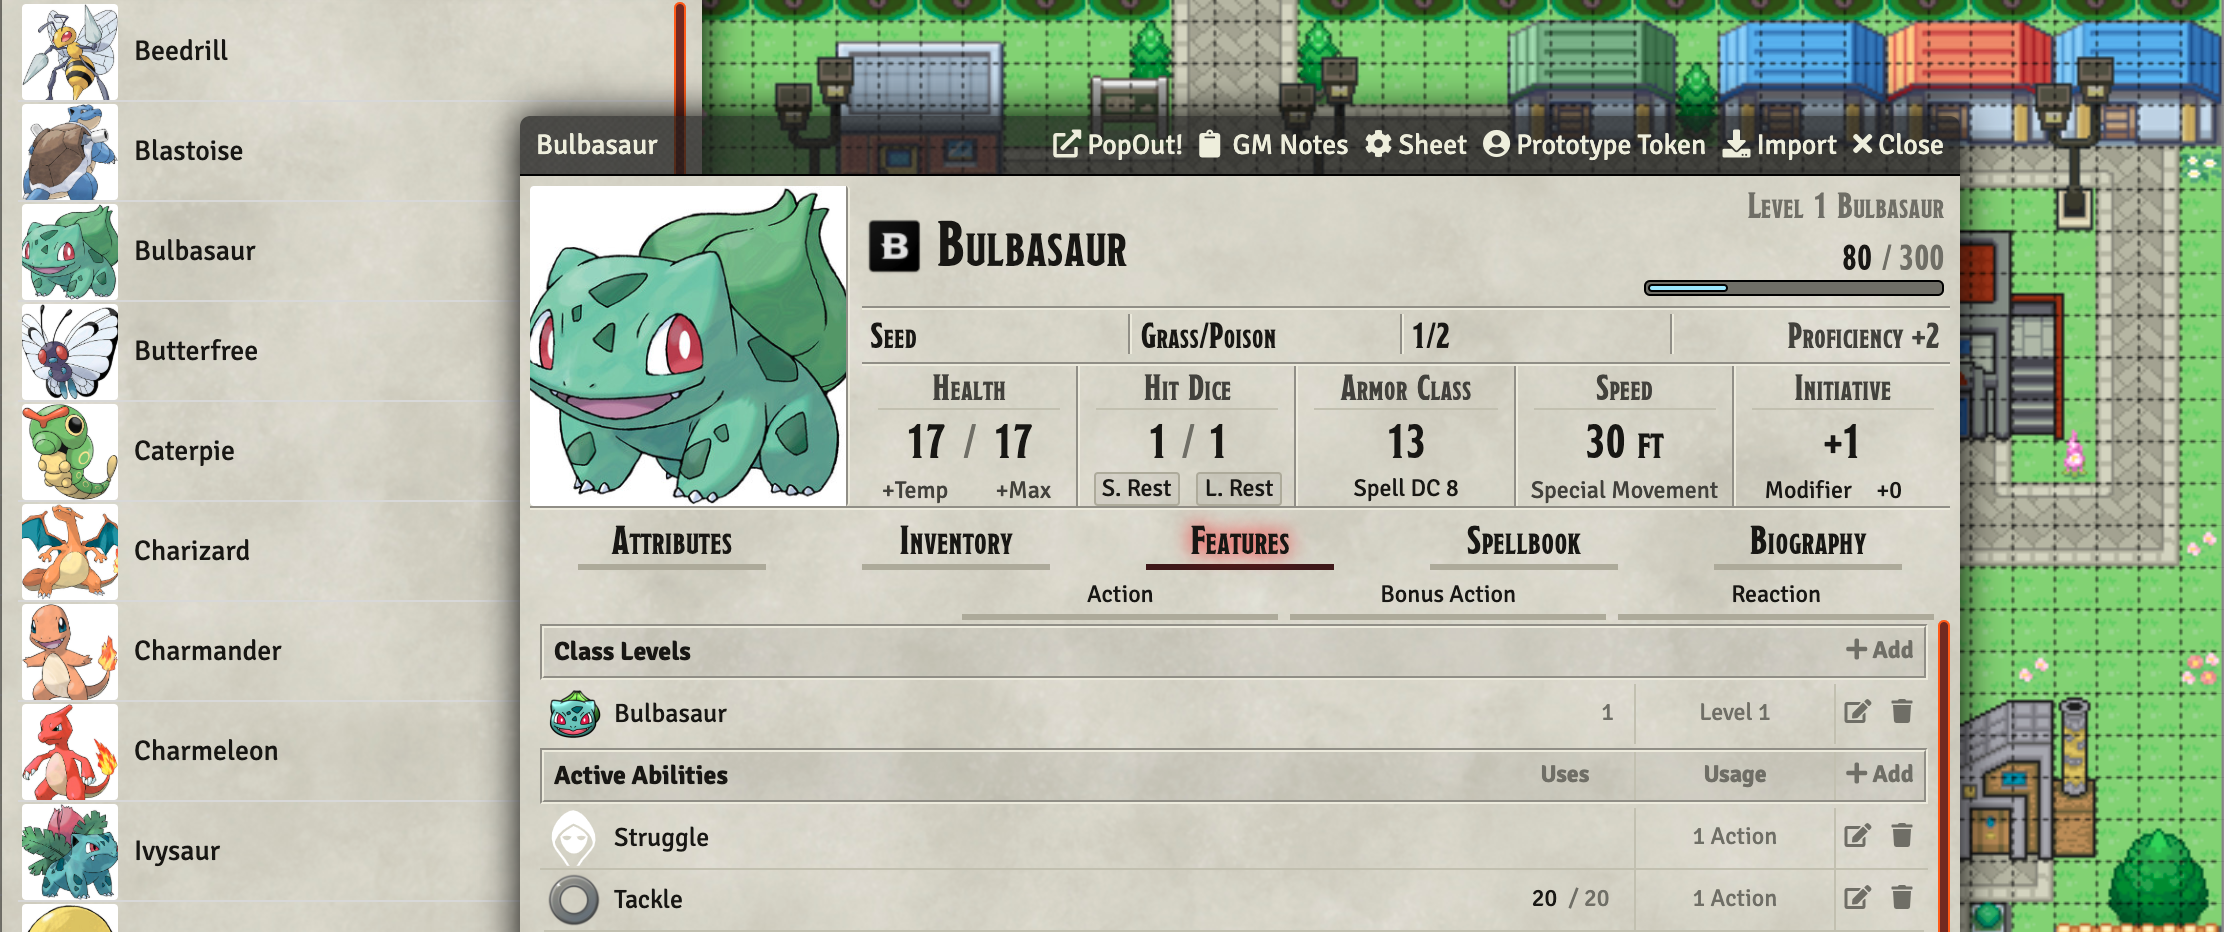 Beedrill
Blastoise
Bulbasaur
Butterfree
Caterpie
Charizard
Charmander
Charmeleon
Ivysaur
Bulbasaur
PopOut! GM Notes Sheet Prototype Token Import Close
B Bulbasaur
Level 1 Bulbasaur
80 / 300
Seed Grass/Poison 1/2 Proficiency +2
Health Hit Dice Armor Class Speed Initiative
17 / 17 1 / 1 13 30 ft +1
+Temp +Max S. Rest L. Rest Spell DC 8 Special Movement Modifier +0
Attributes Inventory Features Spellbook Biography
Action Bonus Action Reaction
Class Levels + Add
Bulbasaur 1 Level 1
Active Abilities Uses Usage + Add
Struggle 1 Action
Tackle 20 / 20 1 Action